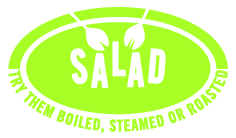 SALAD
TRY THEM BOILED, STEAMED OR ROASTED